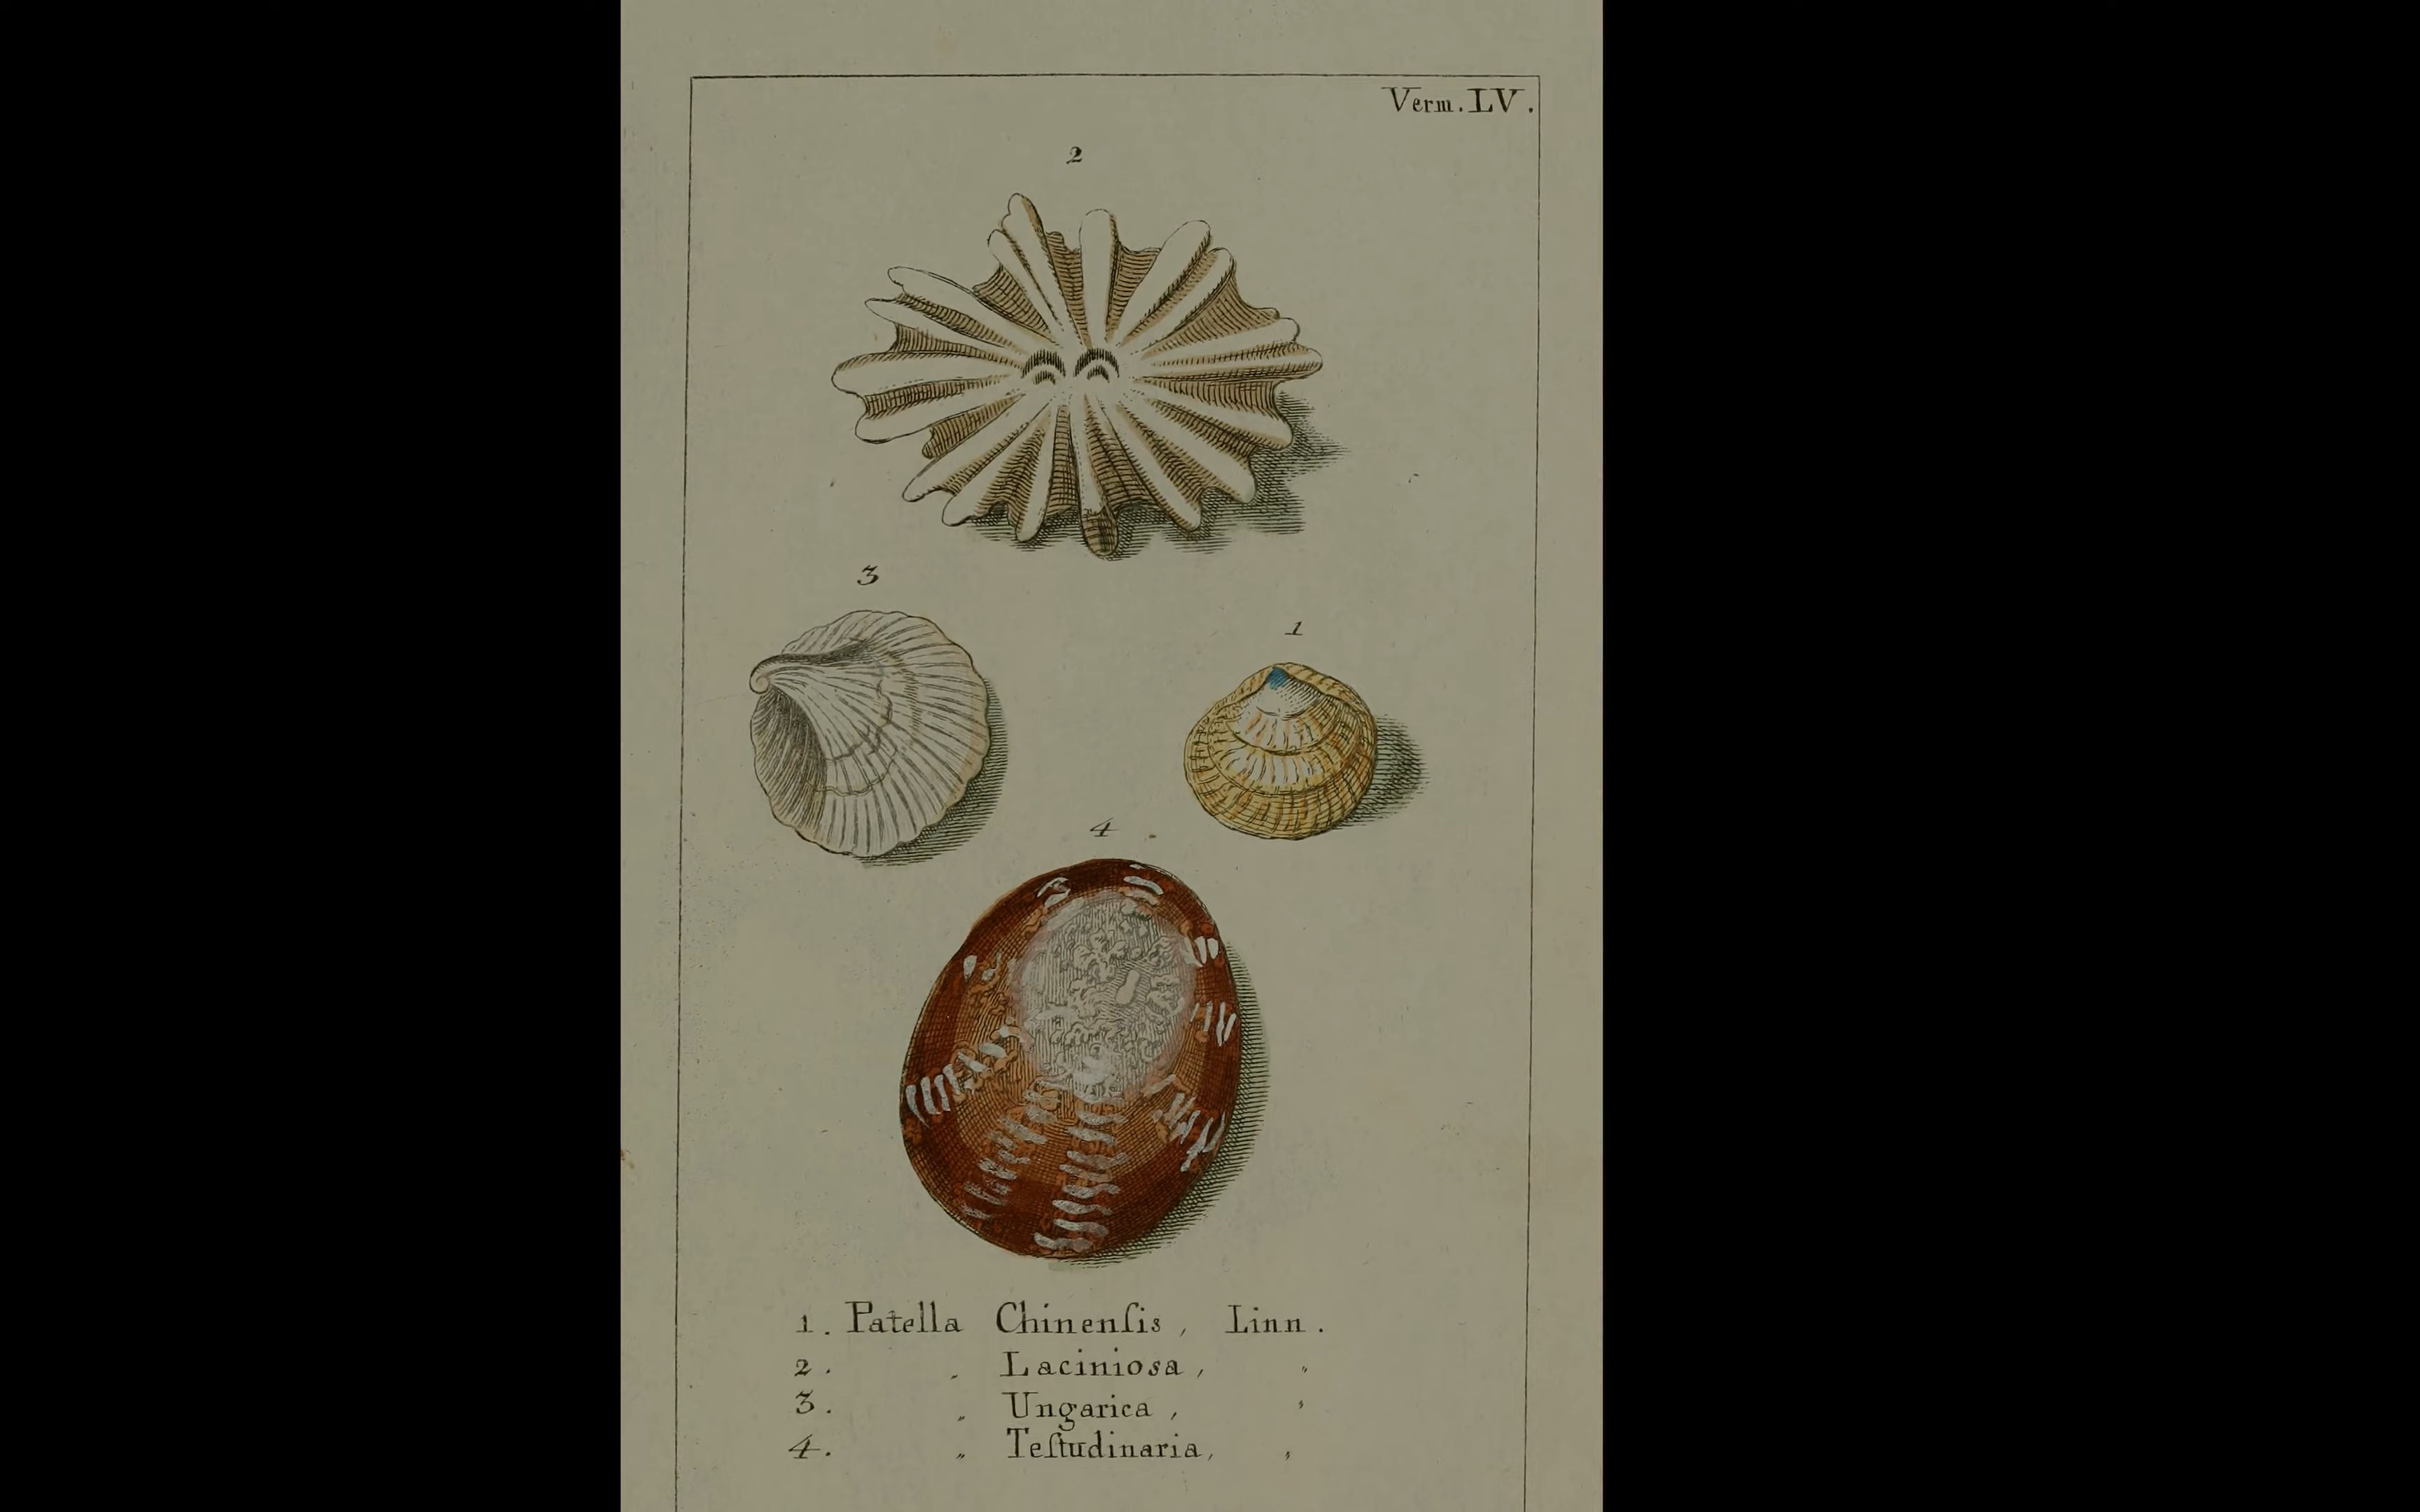 Verm. LV.
2
3
1
4
1. Patella Chinenſis, Linn.
2. „ Laciniosa, „
3. „ Ungarica, „
4. „ Teſtudinaria, „